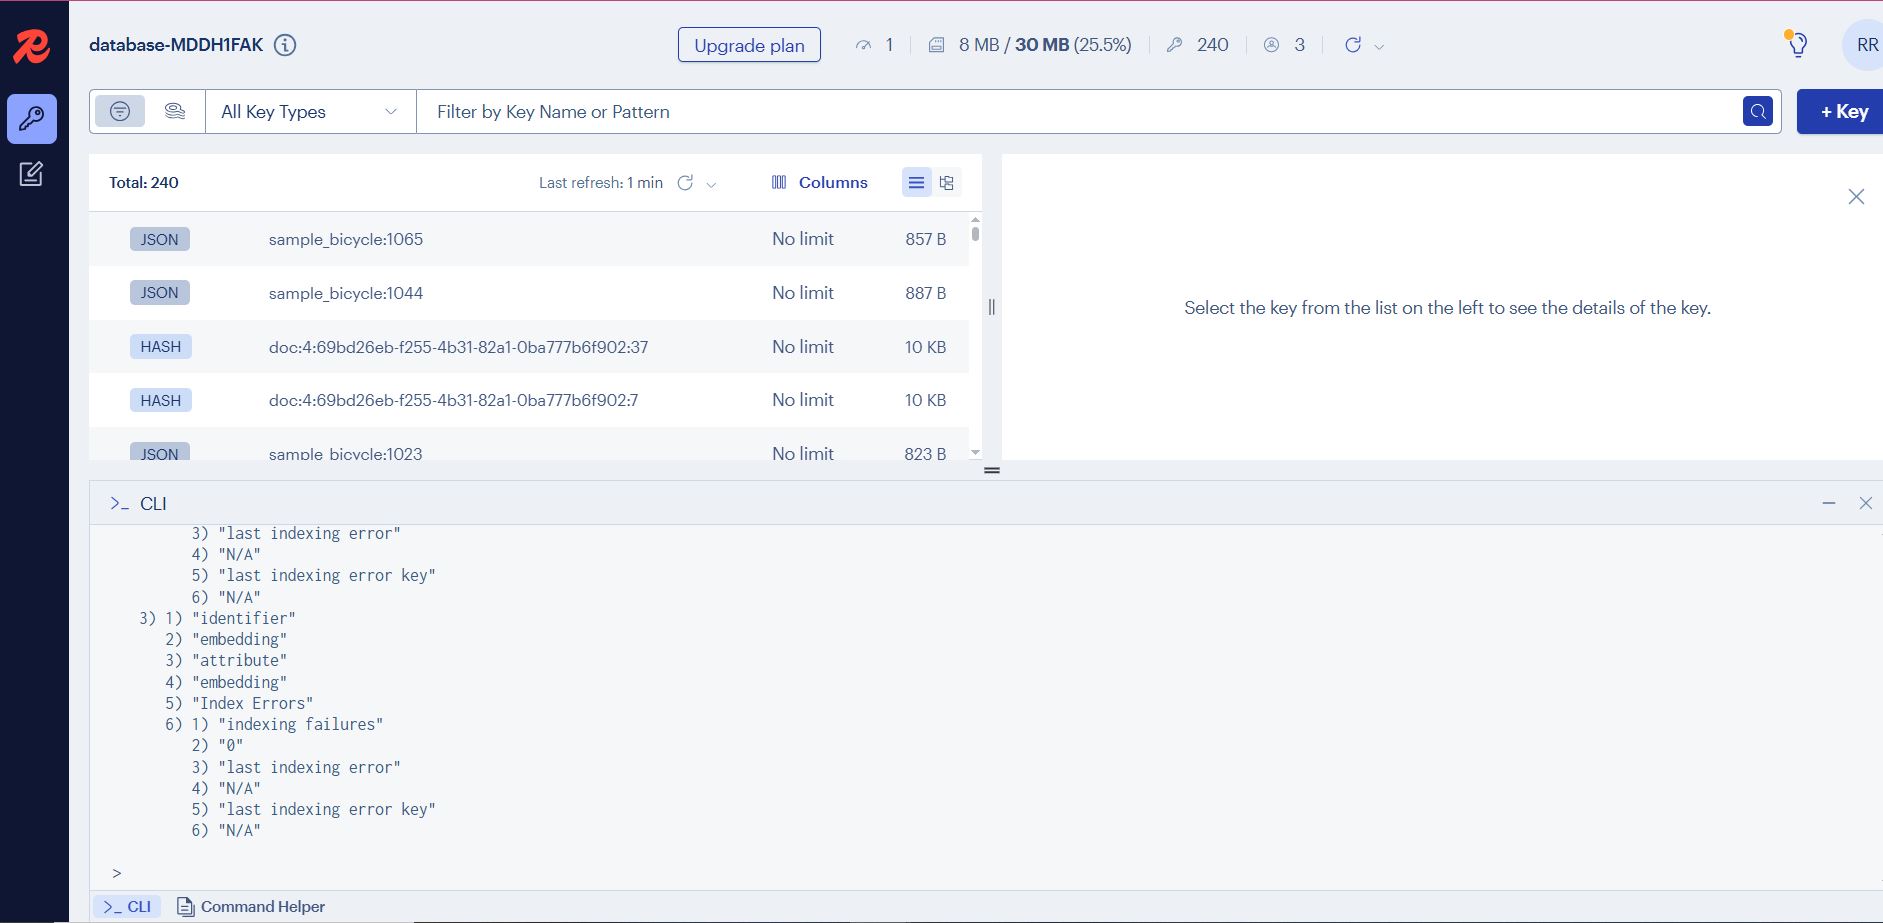 database-MDDH1FAK
Upgrade plan
1
8 MB / 30 MB (25.5%)
240
3
RR
All Key Types
Filter by Key Name or Pattern
+ Key
Total: 240
Last refresh: 1 min
Columns
JSON sample_bicycle:1065 No limit 857 B
JSON sample_bicycle:1044 No limit 887 B
HASH doc:4:69bd26eb-f255-4b31-82a1-0ba777b6f902:37 No limit 10 KB
HASH doc:4:69bd26eb-f255-4b31-82a1-0ba777b6f902:7 No limit 10 KB
JSON sample_bicycle:1023 No limit 823 B
Select the key from the list on the left to see the details of the key.
>_ CLI
3) "last indexing error"
4) "N/A"
5) "last indexing error key"
6) "N/A"
3) 1) "identifier"
2) "embedding"
3) "attribute"
4) "embedding"
5) "Index Errors"
6) 1) "indexing failures"
2) "0"
3) "last indexing error"
4) "N/A"
5) "last indexing error key"
6) "N/A"
>
>_ CLI
Command Helper